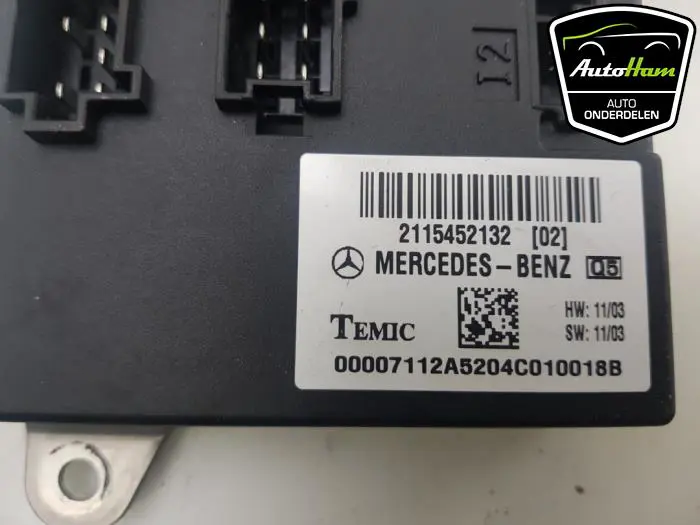 I2
AutoHam
AUTO
ONDERDELEN
2115452132 [02]
MERCEDES-BENZ Q5
TEMIC
HW: 11/03
SW: 11/03
00007112A5204C010018B